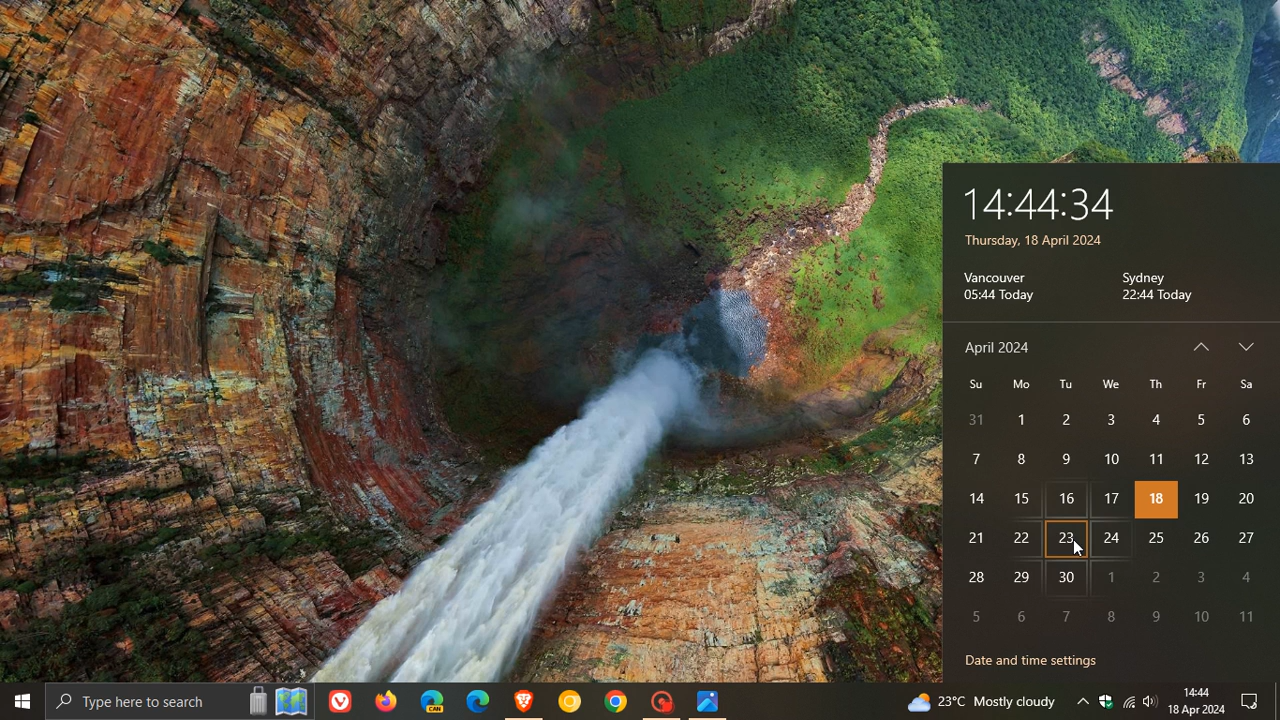 14:44:34
Thursday, 18 April 2024
Vancouver Sydney
05:44 Today 22:44 Today
April 2024
Su Mo Tu We Th Fr Sa
31 1 2 3 4 5 6
7 8 9 10 11 12 13
14 15 16 17 18 19 20
21 22 23 24 25 26 27
28 29 30 1 2 3 4
5 6 7 8 9 10 11
Date and time settings
Type here to search CAN 23°C Mostly cloudy 14:44
18 Apr 2024